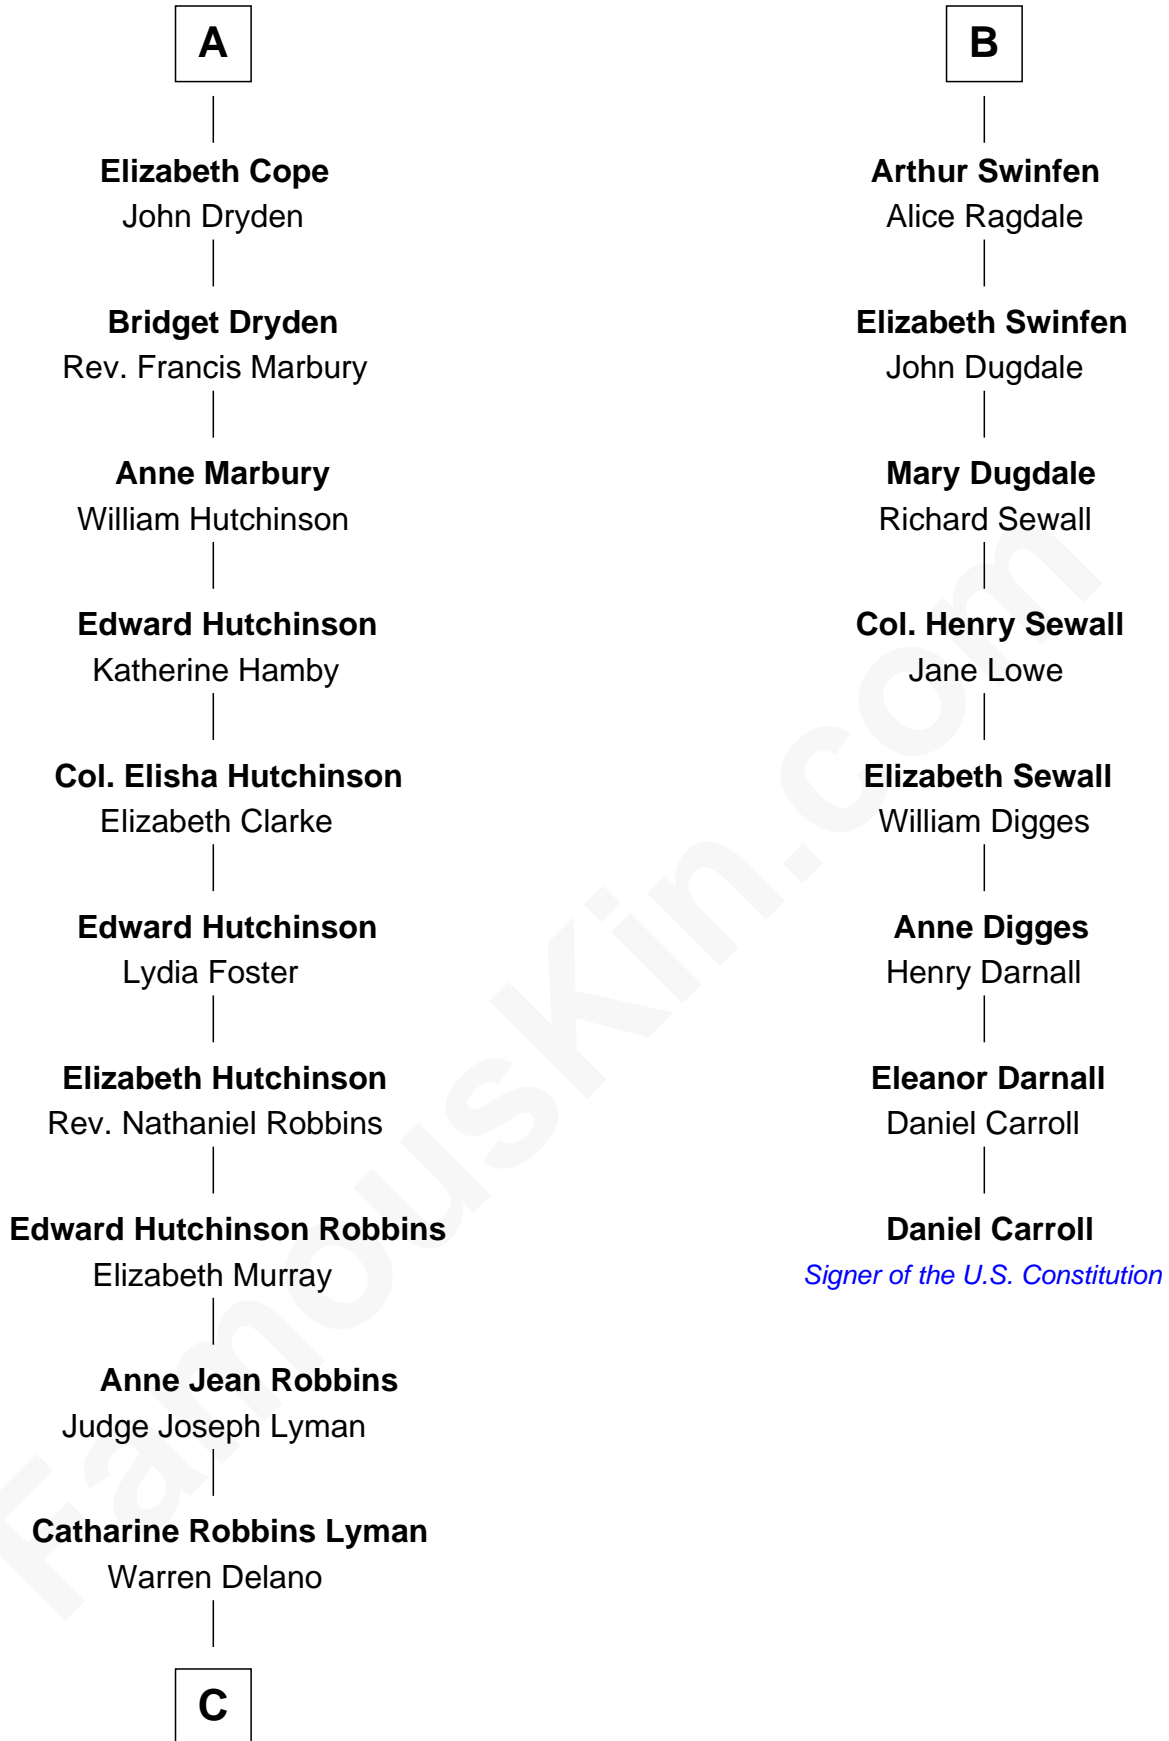 A
Elizabeth Cope
John Dryden
Bridget Dryden
Rev. Francis Marbury
Anne Marbury
William Hutchinson
Edward Hutchinson
Katherine Hamby
Col. Elisha Hutchinson
Elizabeth Clarke
Edward Hutchinson
Lydia Foster
Elizabeth Hutchinson
Rev. Nathaniel Robbins
Edward Hutchinson Robbins
Elizabeth Murray
Anne Jean Robbins
Judge Joseph Lyman
Catharine Robbins Lyman
Warren Delano
C
B
Arthur Swinfen
Alice Ragdale
Elizabeth Swinfen
John Dugdale
Mary Dugdale
Richard Sewall
Col. Henry Sewall
Jane Lowe
Elizabeth Sewall
William Digges
Anne Digges
Henry Darnall
Eleanor Darnall
Daniel Carroll
Daniel Carroll
Signer of the U.S. Constitution
FamousKin.com